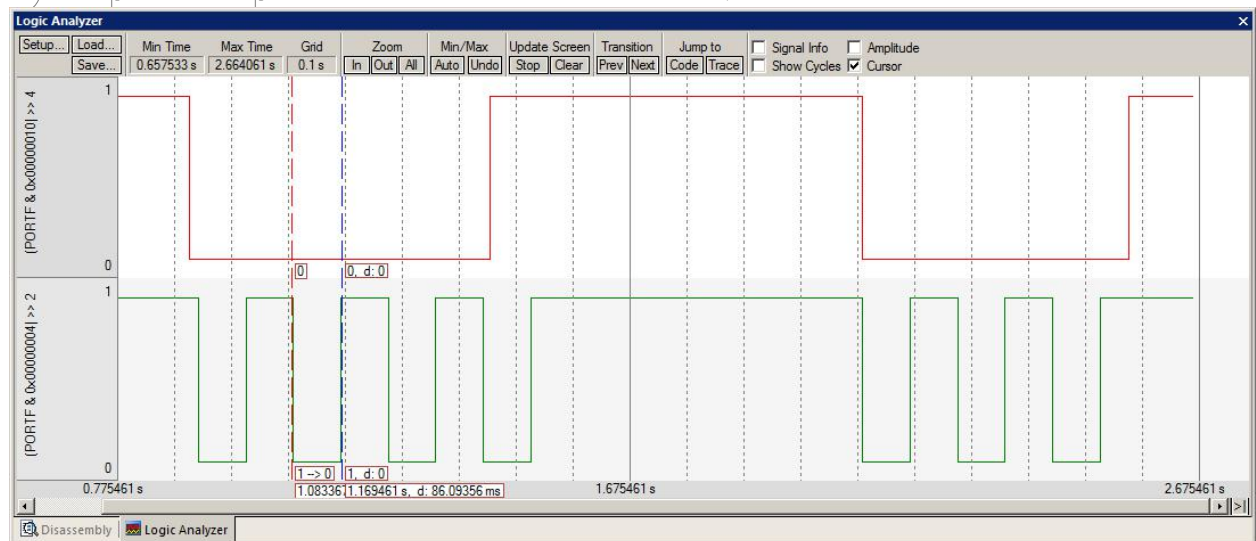 Logic Analyzer
Setup... Load... Min Time Max Time Grid Zoom Min/Max Update Screen Transition Jump to Signal Info Amplitude
Save... 0.657533 s 2.664061 s 0.1 s In Out All Auto Undo Stop Clear Prev Next Code Trace Show Cycles Cursor
1
(PORTF & 0x00000010) >> 4
0
0 0, d: 0
1
(PORTF & 0x00000004) >> 2
0
1 --> 0 1, d: 0
0.775461 s 1.08336 1.169461 s, d: 86.09356 ms 1.675461 s 2.675461 s
Disassembly Logic Analyzer